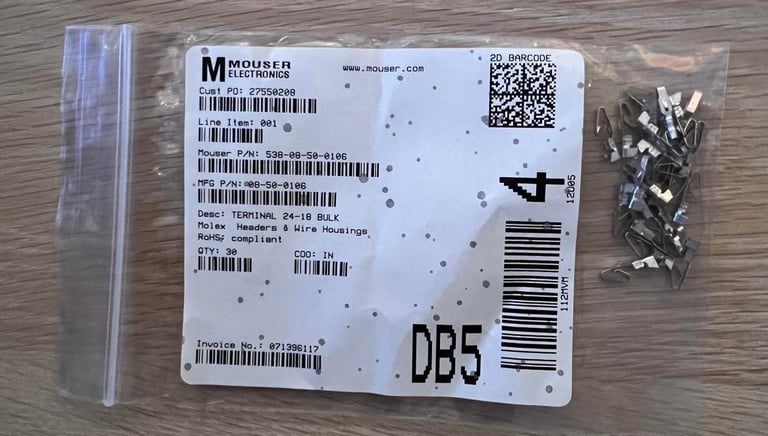 MOUSER
ELECTRONICS
www.mouser.com
2D BARCODE
Cust PO: 27550208
Line Item: 001
Mouser P/N: 538-08-50-0106
MFG P/N: 08-50-0106
Desc: TERMINAL 24-18 BULK
Molex Headers & Wire Housings
RoHS: compliant
QTY: 30 COO: IN
Invoice No.: 071396117
DB5
4
12U05
112MVM